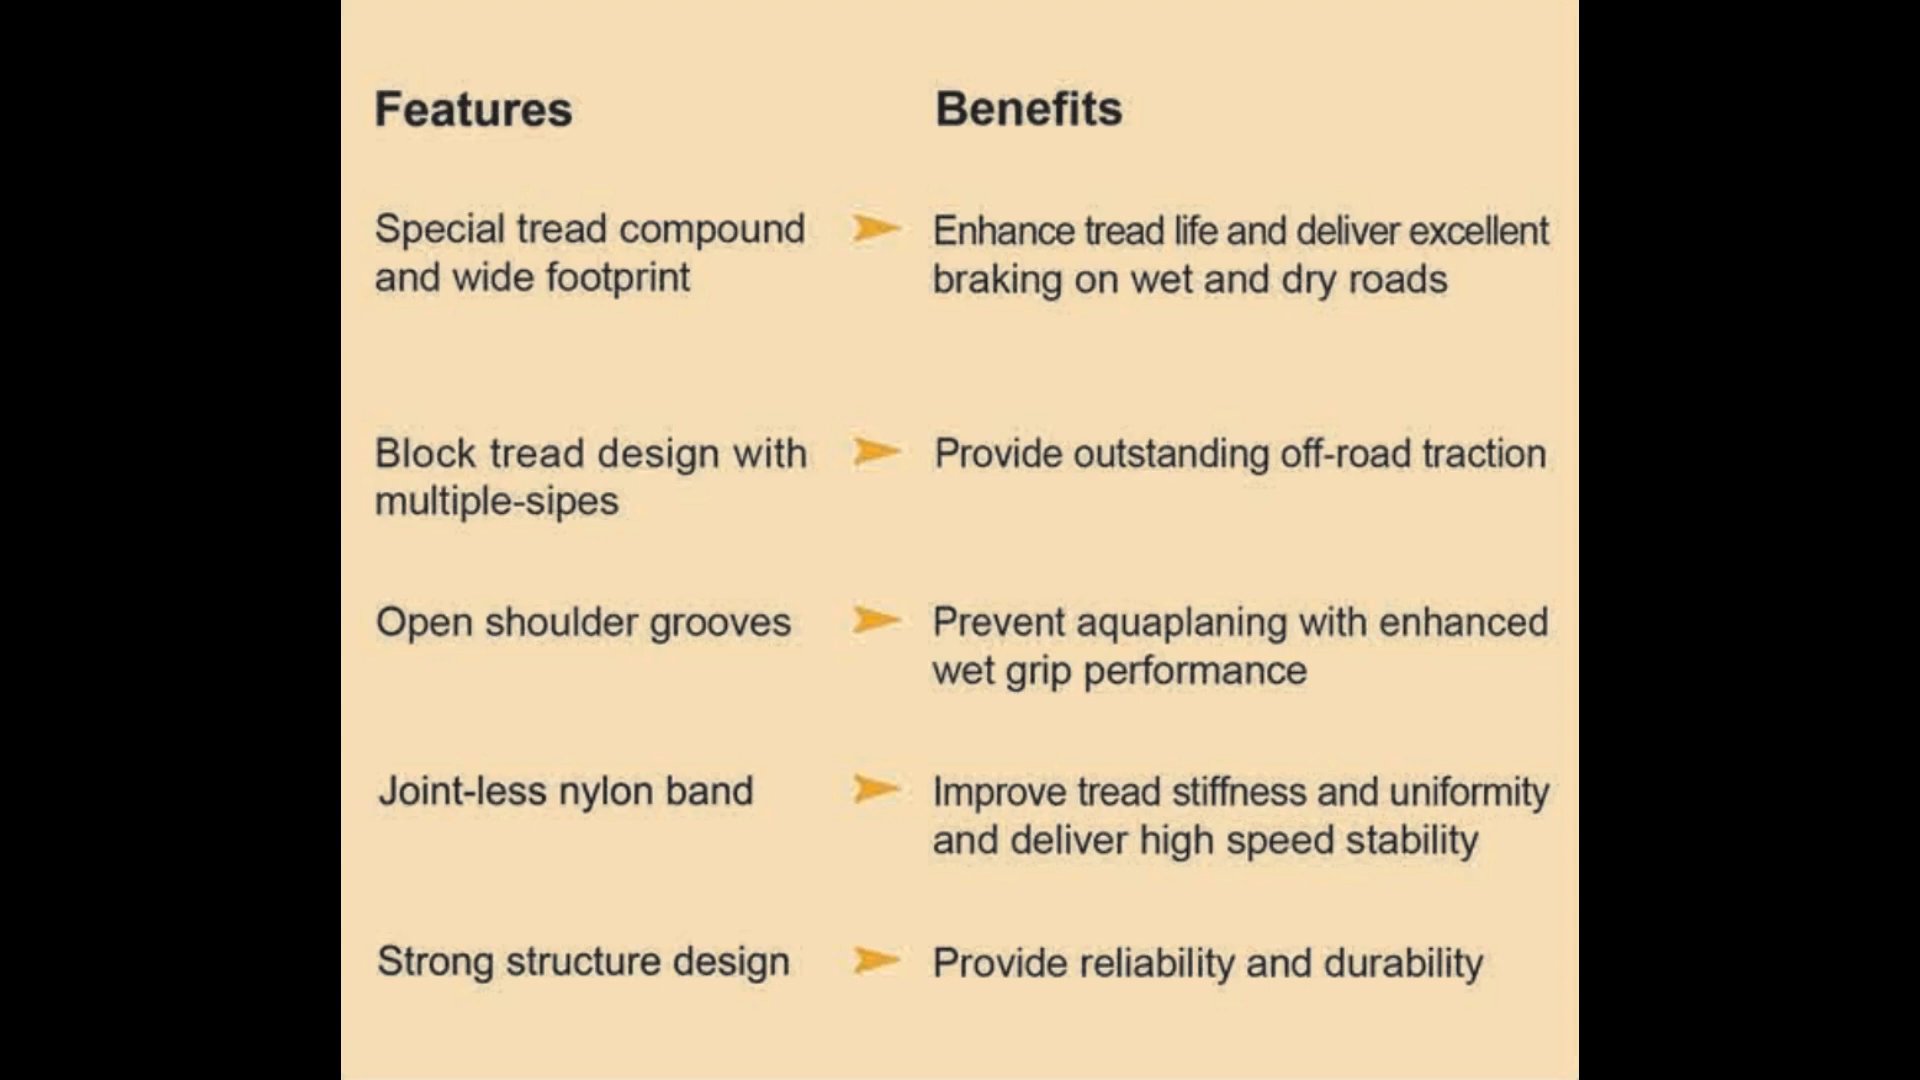 Features
Benefits
Special tread compound
and wide footprint
Enhance tread life and deliver excellent
braking on wet and dry roads
Block tread design with
multiple-sipes
Provide outstanding off-road traction
Open shoulder grooves
Prevent aquaplaning with enhanced
wet grip performance
Joint-less nylon band
Improve tread stiffness and uniformity
and deliver high speed stability
Strong structure design
Provide reliability and durability